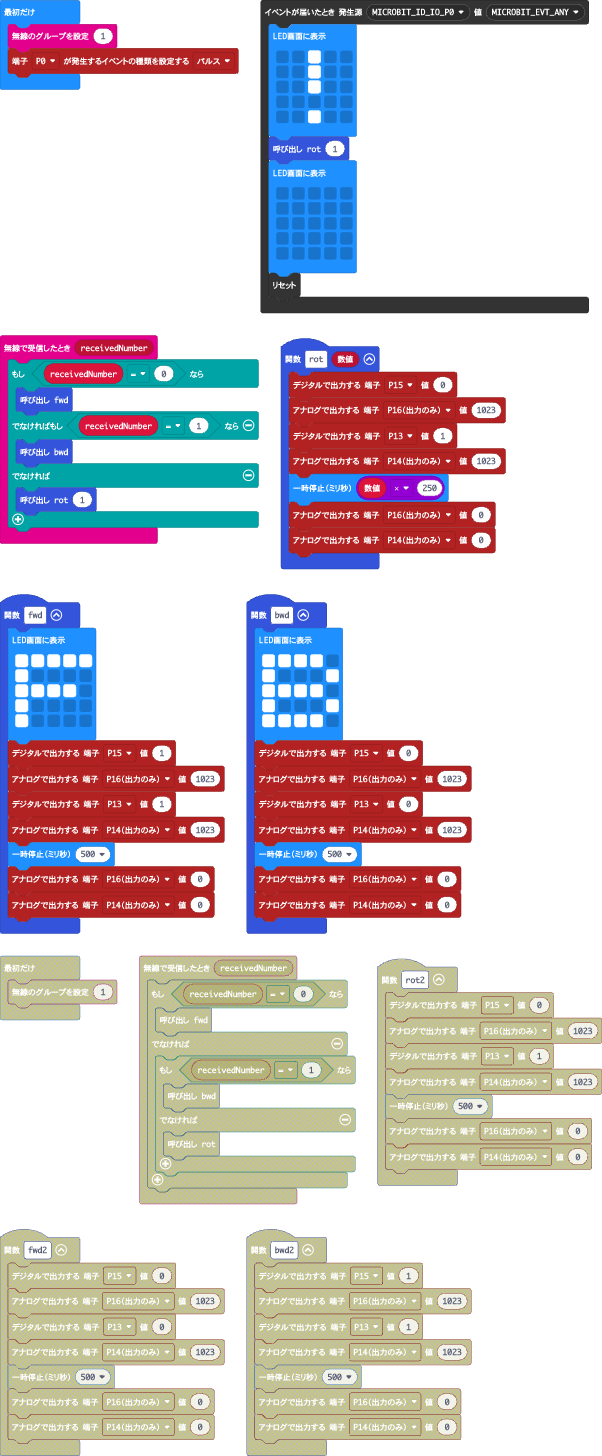 最初だけ
無線のグループを設定 1
端子 P0 が発生するイベントの種類を設定する パルス
イベントが届いたとき 発生源 MICROBIT_ID_IO_P0 値 MICROBIT_EVT_ANY
LED画面に表示
呼び出し rot 1
LED画面に表示
リセット
無線で受信したとき receivedNumber
もし receivedNumber = 0 なら
呼び出し fwd
でなければもし receivedNumber = 1 なら
呼び出し bwd
でなければ
呼び出し rot 1
関数 rot 数値
デジタルで出力する 端子 P15 値 0
アナログで出力する 端子 P16(出力のみ) 値 1023
デジタルで出力する 端子 P13 値 1
アナログで出力する 端子 P14(出力のみ) 値 1023
一時停止(ミリ秒) 数値 × 250
アナログで出力する 端子 P16(出力のみ) 値 0
アナログで出力する 端子 P14(出力のみ) 値 0
関数 fwd
LED画面に表示
デジタルで出力する 端子 P15 値 1
アナログで出力する 端子 P16(出力のみ) 値 1023
デジタルで出力する 端子 P13 値 1
アナログで出力する 端子 P14(出力のみ) 値 1023
一時停止(ミリ秒) 500
アナログで出力する 端子 P16(出力のみ) 値 0
アナログで出力する 端子 P14(出力のみ) 値 0
関数 bwd
LED画面に表示
デジタルで出力する 端子 P15 値 0
アナログで出力する 端子 P16(出力のみ) 値 1023
デジタルで出力する 端子 P13 値 0
アナログで出力する 端子 P14(出力のみ) 値 1023
一時停止(ミリ秒) 500
アナログで出力する 端子 P16(出力のみ) 値 0
アナログで出力する 端子 P14(出力のみ) 値 0
最初だけ
無線のグループを設定 1
無線で受信したとき receivedNumber
もし receivedNumber = 0 なら
呼び出し fwd
でなければ
もし receivedNumber = 1 なら
呼び出し bwd
でなければ
呼び出し rot
関数 rot2
デジタルで出力する 端子 P15 値 0
アナログで出力する 端子 P16(出力のみ) 値 1023
デジタルで出力する 端子 P13 値 1
アナログで出力する 端子 P14(出力のみ) 値 1023
一時停止(ミリ秒) 500
アナログで出力する 端子 P16(出力のみ) 値 0
アナログで出力する 端子 P14(出力のみ) 値 0
関数 fwd2
デジタルで出力する 端子 P15 値 0
アナログで出力する 端子 P16(出力のみ) 値 1023
デジタルで出力する 端子 P13 値 0
アナログで出力する 端子 P14(出力のみ) 値 1023
一時停止(ミリ秒) 500
アナログで出力する 端子 P16(出力のみ) 値 0
アナログで出力する 端子 P14(出力のみ) 値 0
関数 bwd2
デジタルで出力する 端子 P15 値 1
アナログで出力する 端子 P16(出力のみ) 値 1023
デジタルで出力する 端子 P13 値 1
アナログで出力する 端子 P14(出力のみ) 値 1023
一時停止(ミリ秒) 500
アナログで出力する 端子 P16(出力のみ) 値 0
アナログで出力する 端子 P14(出力のみ) 値 0